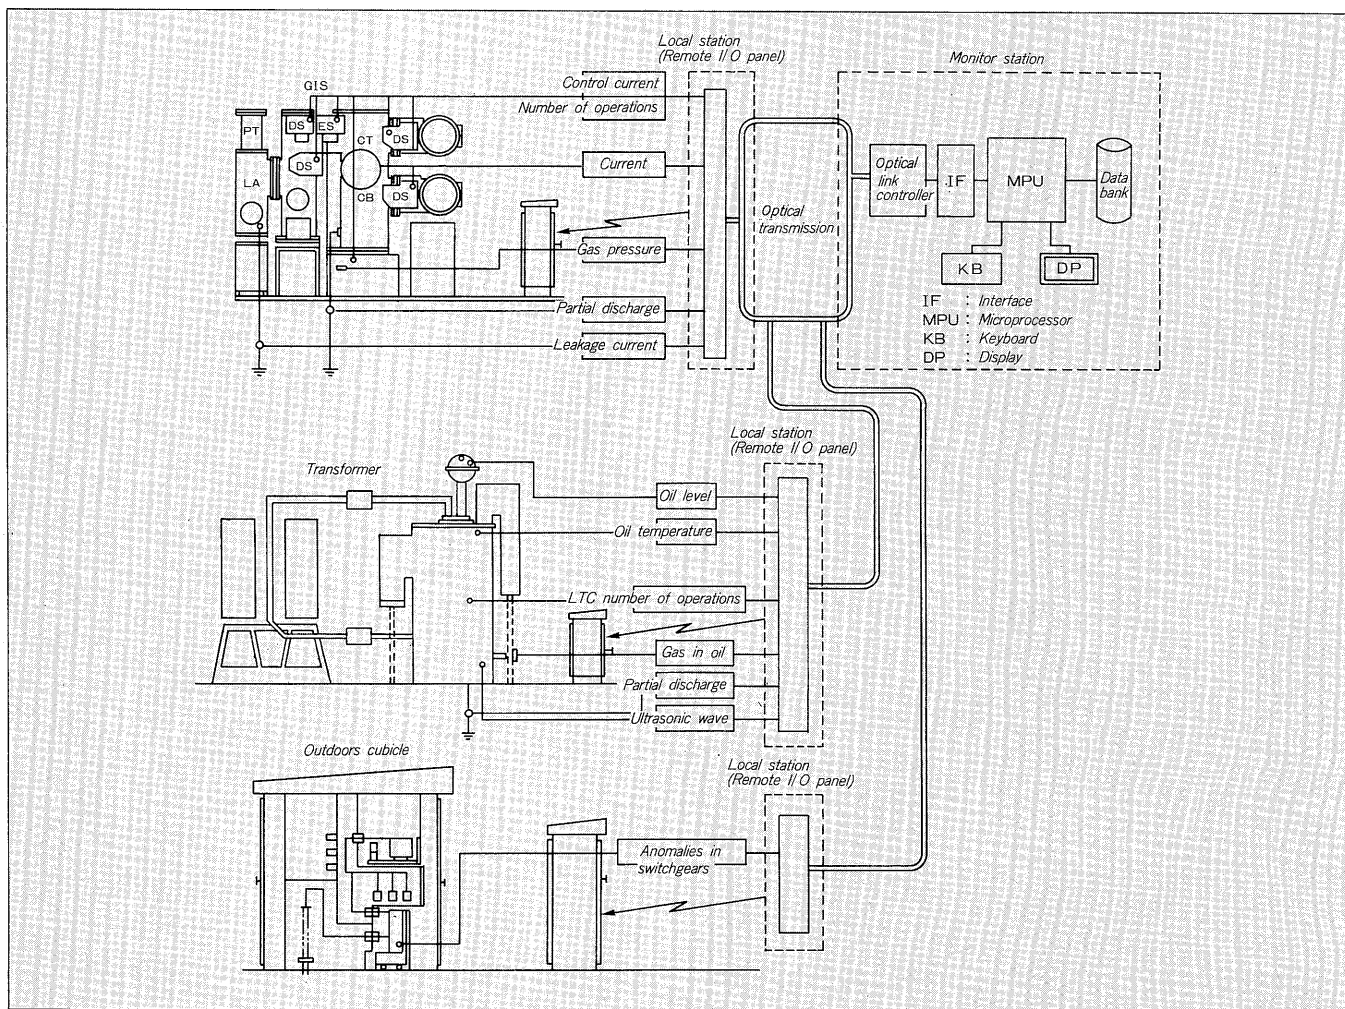 Local station
(Remote I/O panel)
Monitor station
GIS
Control current
Number of operations
PT
DS
ES
CT
DS
DS
LA
CB
DS
Current
Gas pressure
Partial discharge
Leakage current
Optical
transmission
Optical
link
controller
IF
MPU
Data
bank
KB
DP
IF : Interface
MPU : Microprocessor
KB : Keyboard
DP : Display
Local station
(Remote I/O panel)
Transformer
Oil level
Oil temperature
LTC number of operations
Gas in oil
Partial discharge
Ultrasonic wave
Outdoors cubicle
Local station
(Remote I/O panel)
Anomalies in
switchgears